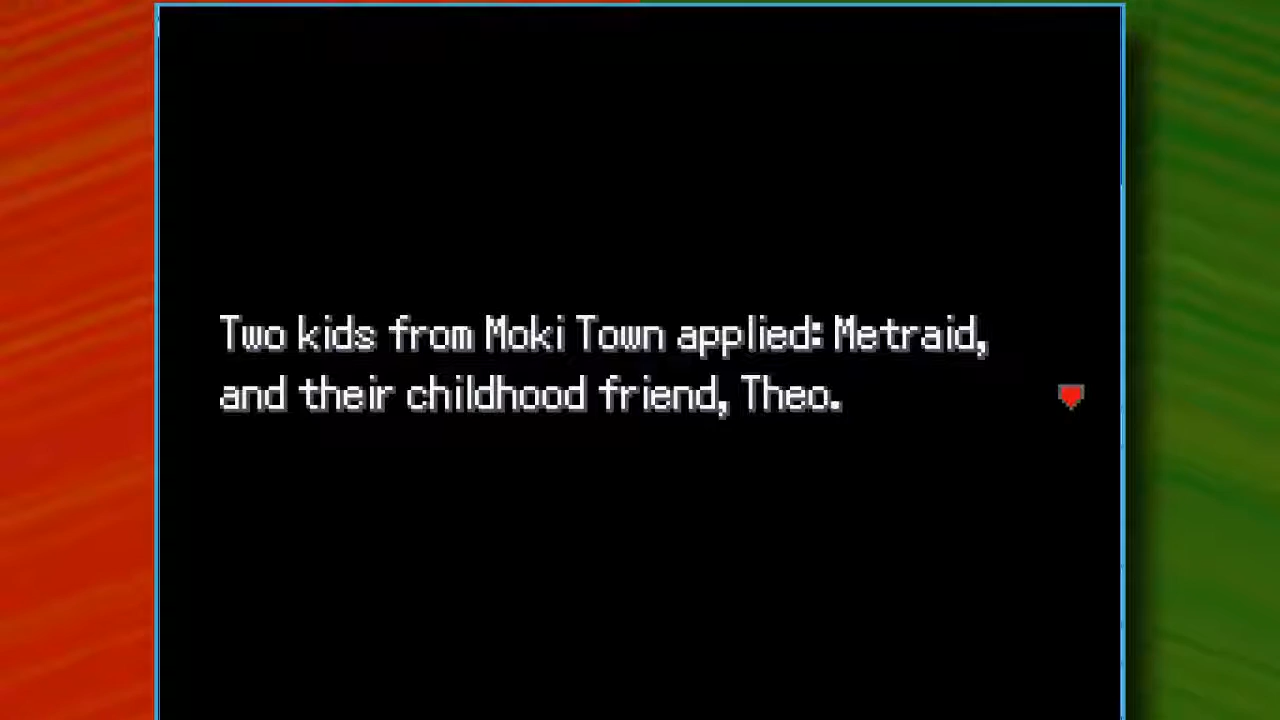 Two kids from Moki Town applied: Metraid,
and their childhood friend, Theo.